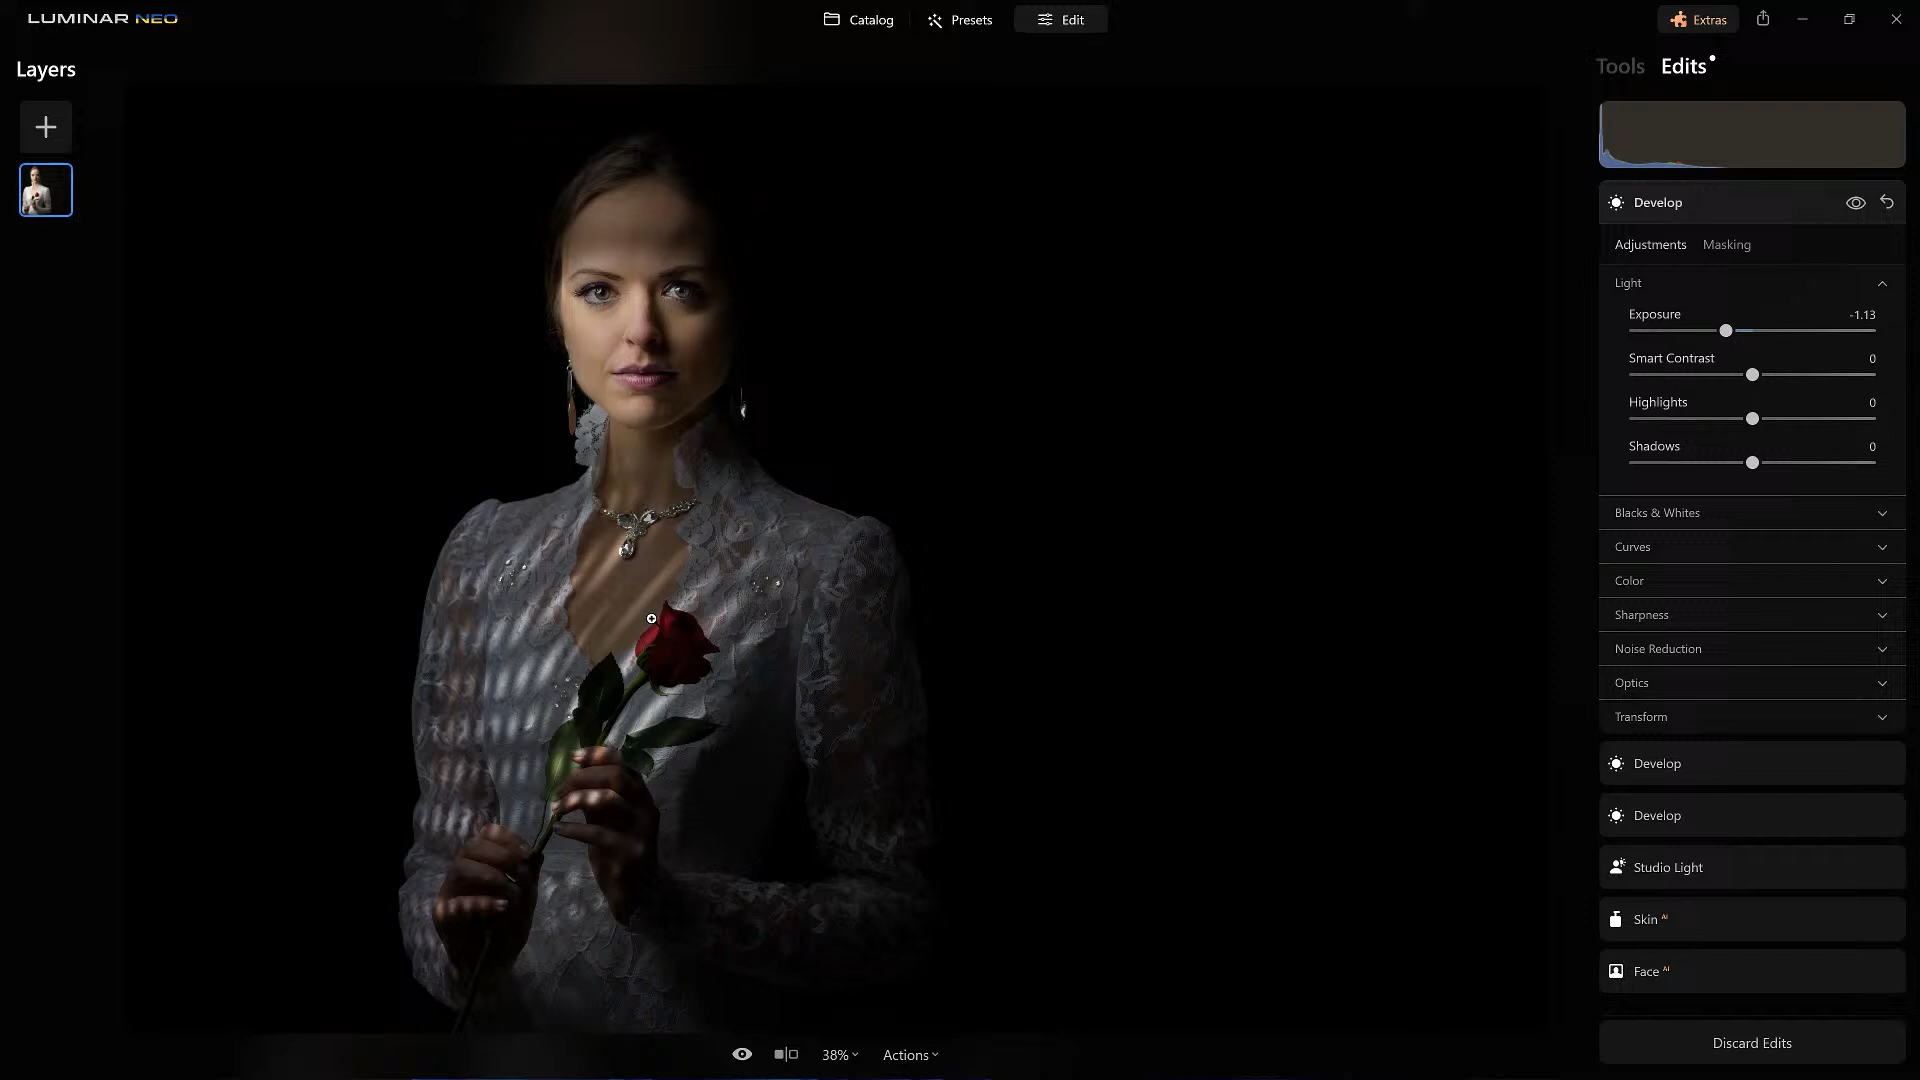 LUMINAR NEO
Catalog
Presets
Edit
Extras
Layers
Tools
Edits
Develop
Adjustments
Masking
Light
Exposure -1.13
Smart Contrast 0
Highlights 0
Shadows 0
Blacks & Whites
Curves
Color
Sharpness
Noise Reduction
Optics
Transform
Develop
Develop
Studio Light
Skin AI
Face AI
38%
Actions
Discard Edits